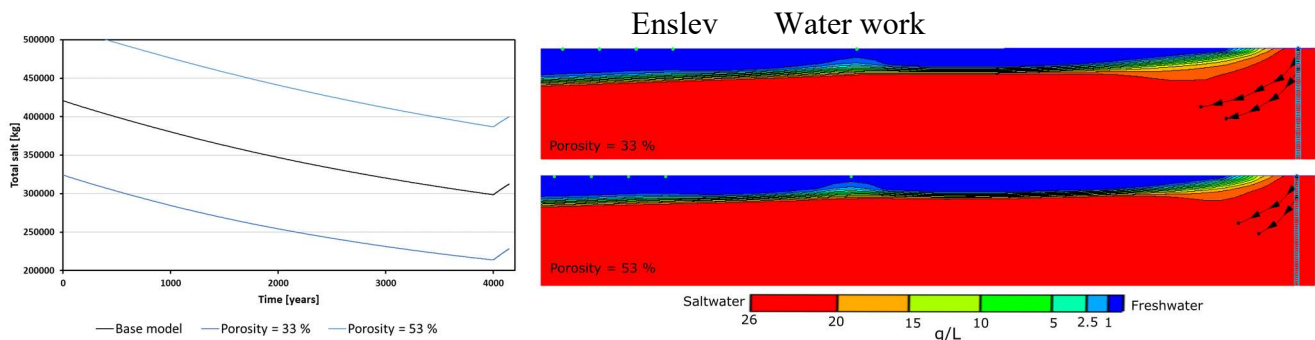 Enslev Water work
500000
450000
400000
350000
300000
250000
200000
Total salt [kg]
0 1000 2000 3000 4000
Time [years]
Base model Porosity = 33 % Porosity = 53 %
Porosity = 33 %
Porosity = 53 %
Saltwater Freshwater
26 20 15 10 5 2.5 1
g/L